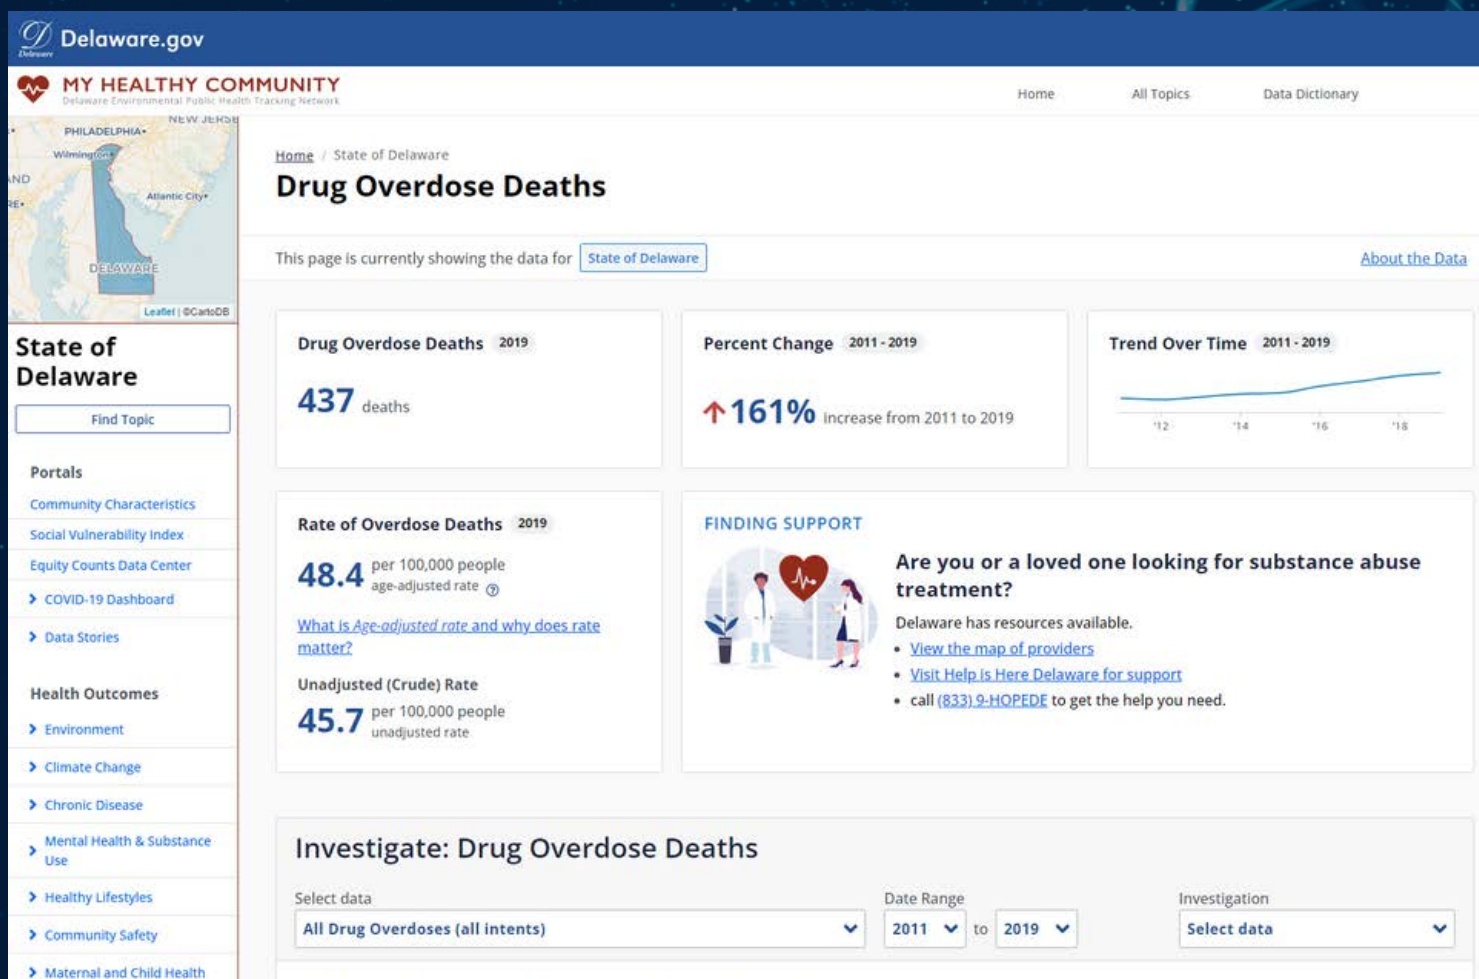 Delaware
Delaware.gov
MY HEALTHY COMMUNITY
Delaware Environmental Public Health Tracking Network
Home
All Topics
Data Dictionary
NEW JERSE
PHILADELPHIA
Wilmington
AND
RE
Atlantic City
DELAWARE
Leaflet | ©CartoDB
State of
Delaware
Find Topic
Portals
Community Characteristics
Social Vulnerability Index
Equity Counts Data Center
COVID-19 Dashboard
Data Stories
Health Outcomes
Environment
Climate Change
Chronic Disease
Mental Health & Substance
Use
Healthy Lifestyles
Community Safety
Maternal and Child Health
Home / State of Delaware
Drug Overdose Deaths
This page is currently showing the data for State of Delaware
About the Data
Drug Overdose Deaths 2019
437 deaths
Percent Change 2011 - 2019
161% increase from 2011 to 2019
Trend Over Time 2011 - 2019
'12 '14 '16 '18
Rate of Overdose Deaths 2019
48.4 per 100,000 people
age-adjusted rate ?
What is Age-adjusted rate and why does rate
matter?
Unadjusted (Crude) Rate
45.7 per 100,000 people
unadjusted rate
FINDING SUPPORT
Are you or a loved one looking for substance abuse
treatment?
Delaware has resources available.
• View the map of providers
• Visit Help is Here Delaware for support
• call (833) 9-HOPEDE to get the help you need.
Investigate: Drug Overdose Deaths
Select data
All Drug Overdoses (all intents)
Date Range
2011 to 2019
Investigation
Select data